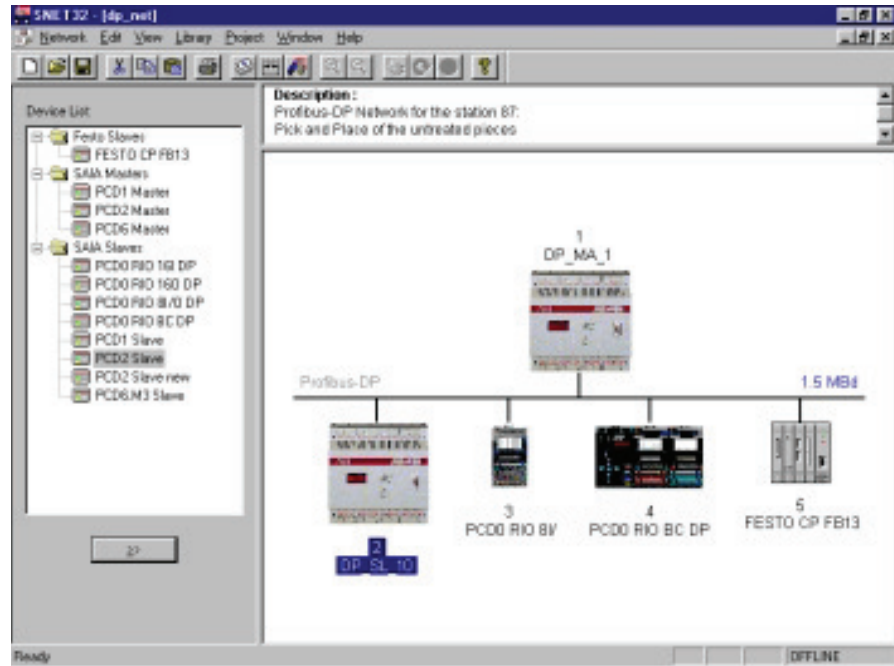 SNET32 - [dp_net]
Network Edit View Library Project Window Help
Device List
Festo Slaves
FESTO CP FB13
SAIA Masters
PCD1 Master
PCD2 Master
PCD6 Master
SAIA Slaves
PCD0 RIO 16I DP
PCD0 RIO 16O DP
PCD0 RIO 8I/O DP
PCD0 RIO BC DP
PCD1 Slave
PCD2 Slave
PCD2 Slave new
PCD6.M3 Slave
>>
Description:
Profibus-DP Network for the station 87:
Pick and Place of the untreated pieces
1
DP_MA_1
Profibus-DP
1.5 MBd
2
DP_SL_10
3
PCD0 RIO 8I/
4
PCD0 RIO BC DP
5
FESTO CP FB13
Ready
OFFLINE